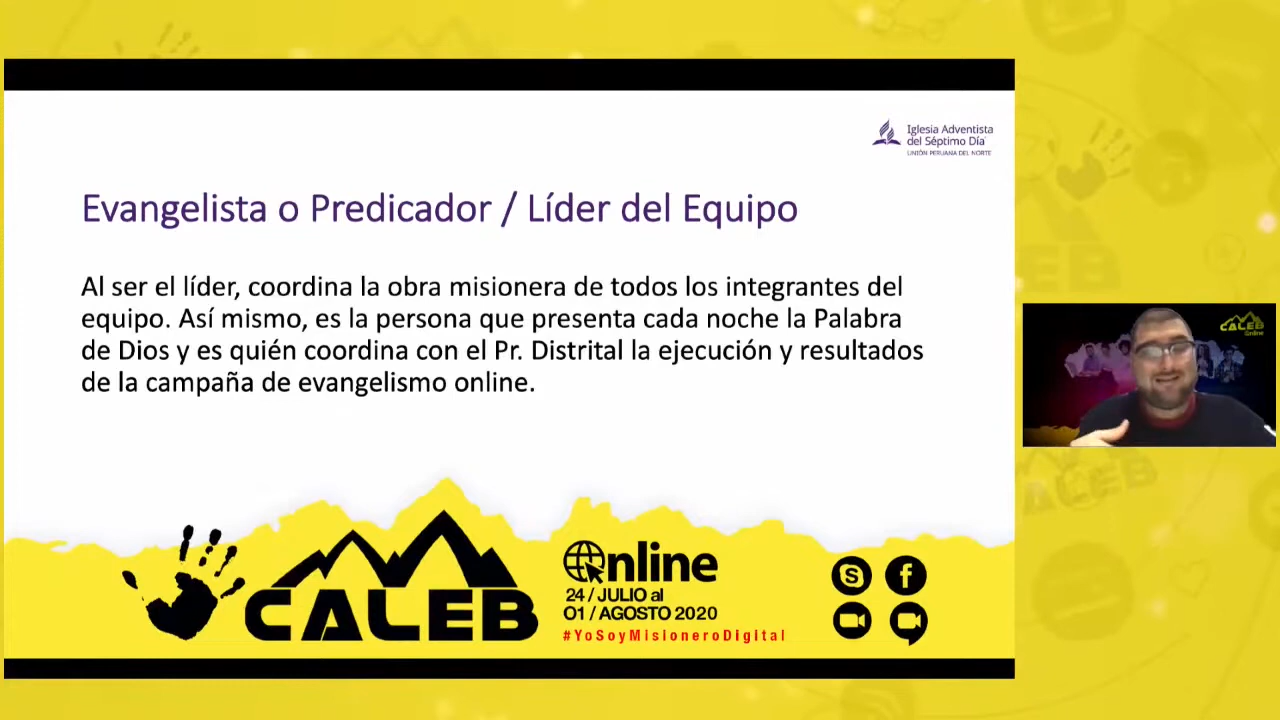 Iglesia Adventista
del Séptimo Día
UNIÓN PERUANA DEL NORTE
Evangelista o Predicador / Líder del Equipo
Al ser el líder, coordina la obra misionera de todos los integrantes del
equipo. Así mismo, es la persona que presenta cada noche la Palabra
de Dios y es quién coordina con el Pr. Distrital la ejecución y resultados
de la campaña de evangelismo online.
CALEB
Online
24 / JULIO al
01 / AGOSTO 2020
#YoSoyMisioneroDigital
CALEB
Online
CALEB